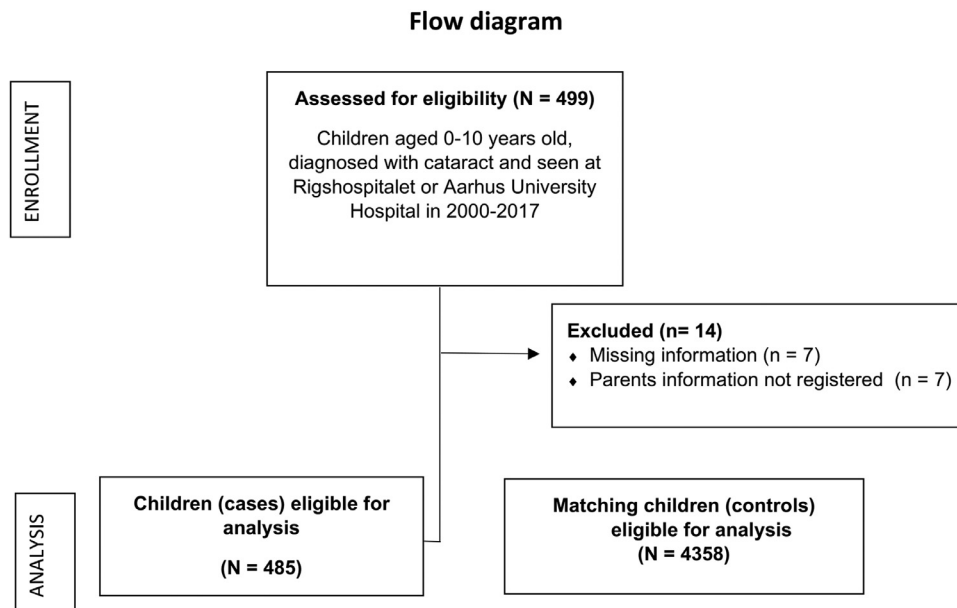 Flow diagram
ENROLLMENT
Assessed for eligibility (N = 499)
Children aged 0-10 years old,
diagnosed with cataract and seen at
Rigshospitalet or Aarhus University
Hospital in 2000-2017
Excluded (n= 14)
♦ Missing information (n = 7)
♦ Parents information not registered (n = 7)
ANALYSIS
Children (cases) eligible for
analysis
(N = 485)
Matching children (controls)
eligible for analysis
(N = 4358)